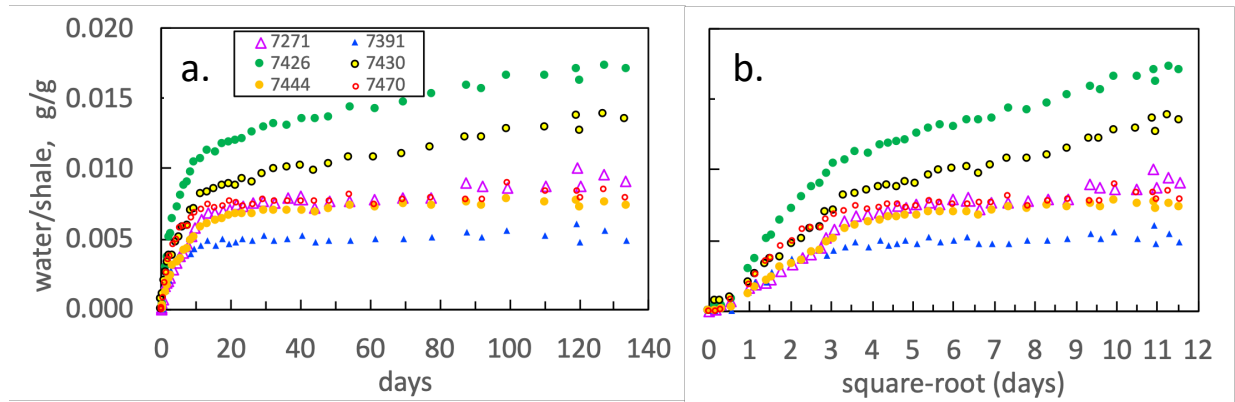 0.020
0.015
0.010
0.005
0.000
water/shale, g/g
a.
7271 7391
7426 7430
7444 7470
0 20 40 60 80 100 120 140
days
b.
0 1 2 3 4 5 6 7 8 9 10 11 12
square-root (days)